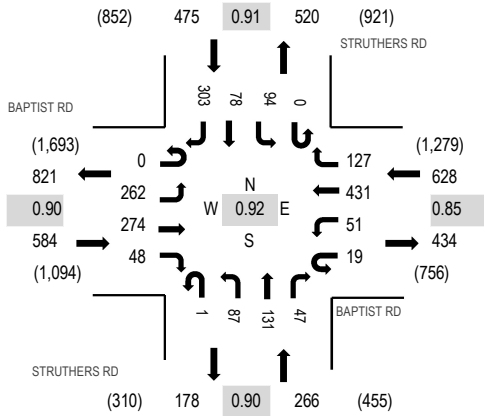 (852) 475 0.91 520 (921)
STRUTHERS RD
303 78 94 0
BAPTIST RD
(1,693) (1,279)
0 127
821 628
262 N 431
0.90 W 0.92 E 0.85
274 51
584 S 434
48 19
(1,094) (756)
1 87 131 47
BAPTIST RD
STRUTHERS RD
(310) 178 0.90 266 (455)